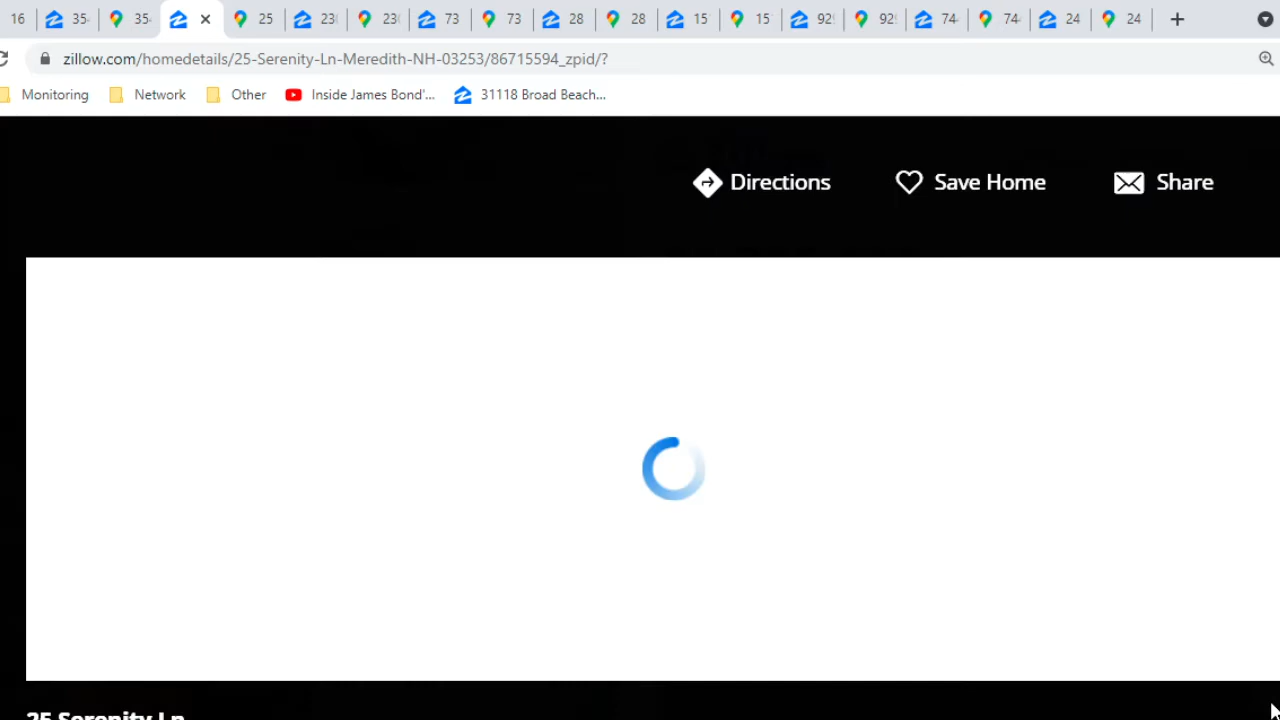 16 35 35 25 23 23 73 73 28 28 15 15 92 92 74 74 24 24
zillow.com/homedetails/25-Serenity-Ln-Meredith-NH-03253/86715594_zpid/?
Monitoring Network Other Inside James Bond'... 31118 Broad Beach...
Directions Save Home Share
25 Serenity Ln